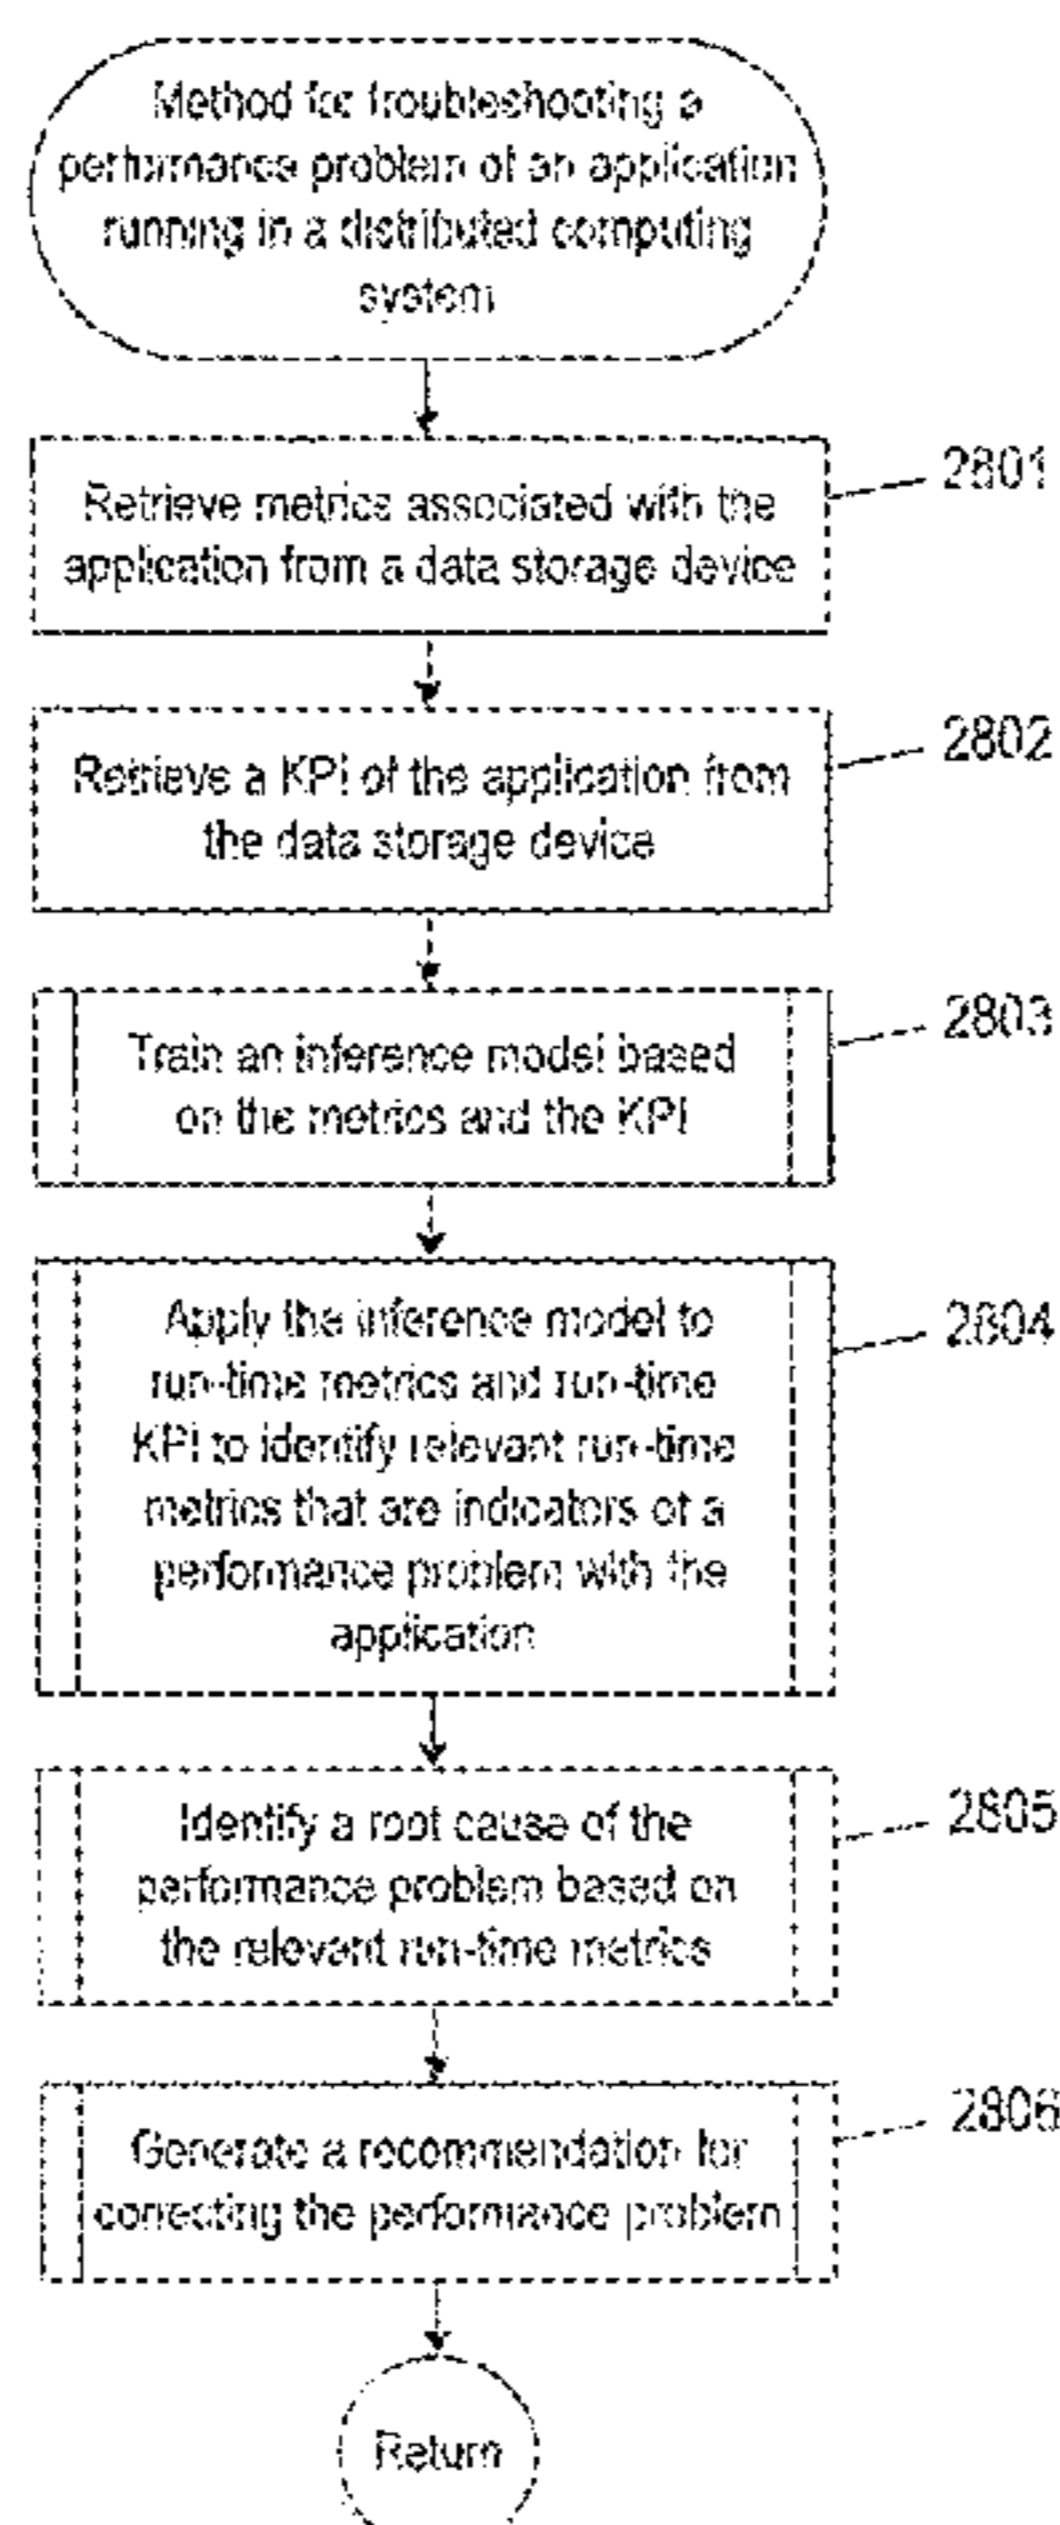 Method for troubleshooting a
performance problem of an application
running in a distributed computing
system
2801
Retrieve metrics associated with the
application from a data storage device
2802
Retrieve a KPI of the application from
the data storage device
2803
Train an inference model based
on the metrics and the KPI
2804
Apply the inference model to
run-time metrics and run-time
KPI to identify relevant run-time
metrics that are indicators of a
performance problem with the
application
2805
Identify a root cause of the
performance problem based on
the relevant run-time metrics
2806
Generate a recommendation for
correcting the performance problem
Return